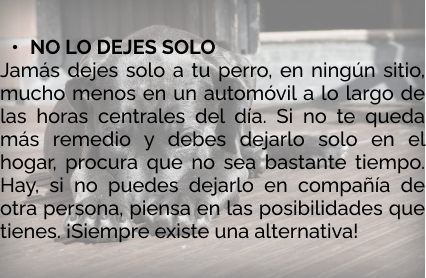 • NO LO DEJES SOLO
Jamás dejes solo a tu perro, en ningún sitio,
mucho menos en un automóvil a lo largo de
las horas centrales del día. Si no te queda
más remedio y debes dejarlo solo en el
hogar, procura que no sea bastante tiempo.
Hay, si no puedes dejarlo en compañía de
otra persona, piensa en las posibilidades que
tienes. ¡Siempre existe una alternativa!